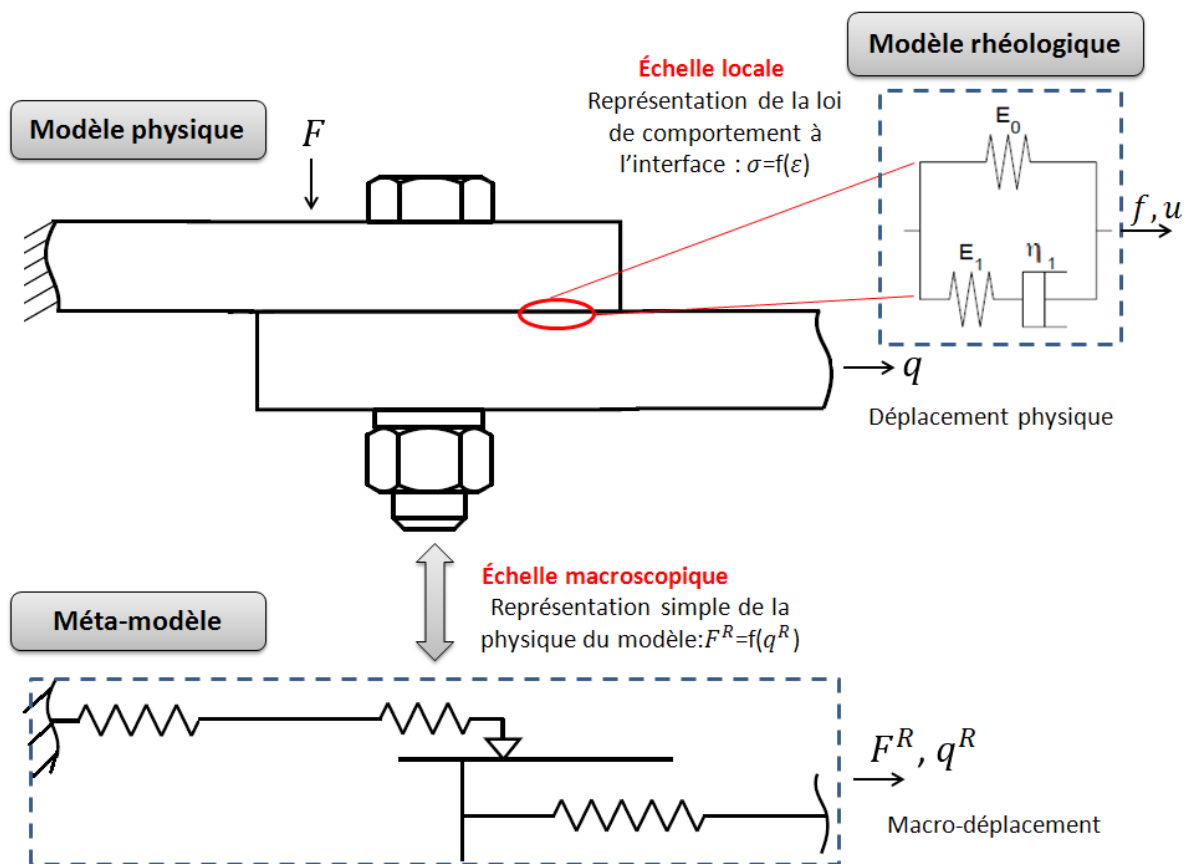 Modèle rhéologique
Échelle locale
Représentation de la loi
de comportement à
l'interface : σ=f(ε)
Modèle physique
F
E0
f, u
E1
η1
q
Déplacement physique
Échelle macroscopique
Représentation simple de la
physique du modèle:F^R=f(q^R)
Méta-modèle
F^R, q^R
Macro-déplacement